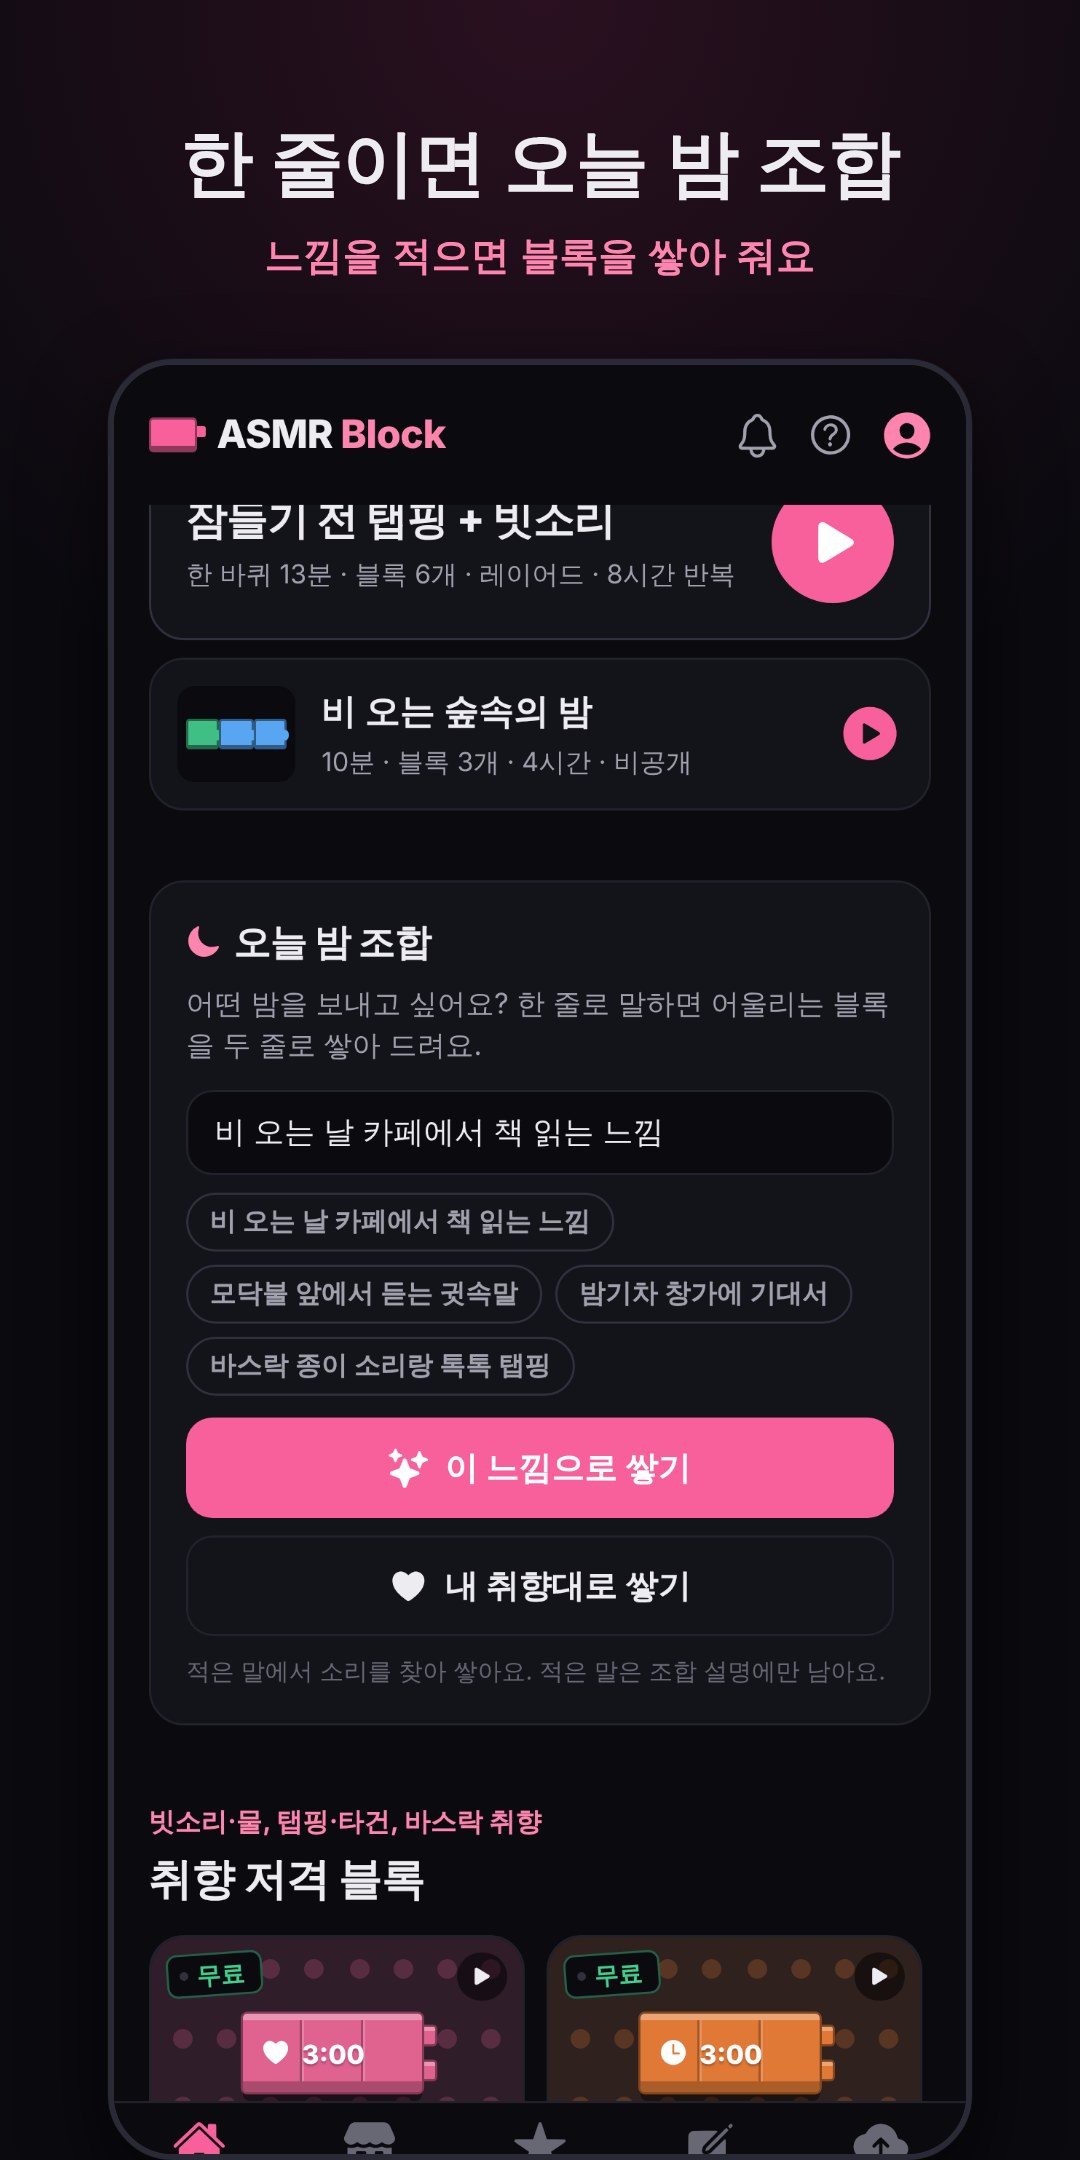 한 줄이면 오늘 밤 조합
느낌을 적으면 블록을 쌓아 줘요
ASMR Block
잠들기 전 탭핑 + 빗소리
한 바퀴 13분 · 블록 6개 · 레이어드 · 8시간 반복
비 오는 숲속의 밤
10분 · 블록 3개 · 4시간 · 비공개
오늘 밤 조합
어떤 밤을 보내고 싶어요? 한 줄로 말하면 어울리는 블록
을 두 줄로 쌓아 드려요.
비 오는 날 카페에서 책 읽는 느낌
비 오는 날 카페에서 책 읽는 느낌
모닥불 앞에서 듣는 귓속말
밤기차 창가에 기대서
바스락 종이 소리랑 톡톡 탭핑
이 느낌으로 쌓기
내 취향대로 쌓기
적은 말에서 소리를 찾아 쌓아요. 적은 말은 조합 설명에만 남아요.
빗소리·물, 탭핑·타건, 바스락 취향
취향 저격 블록
무료
무료
3:00
3:00